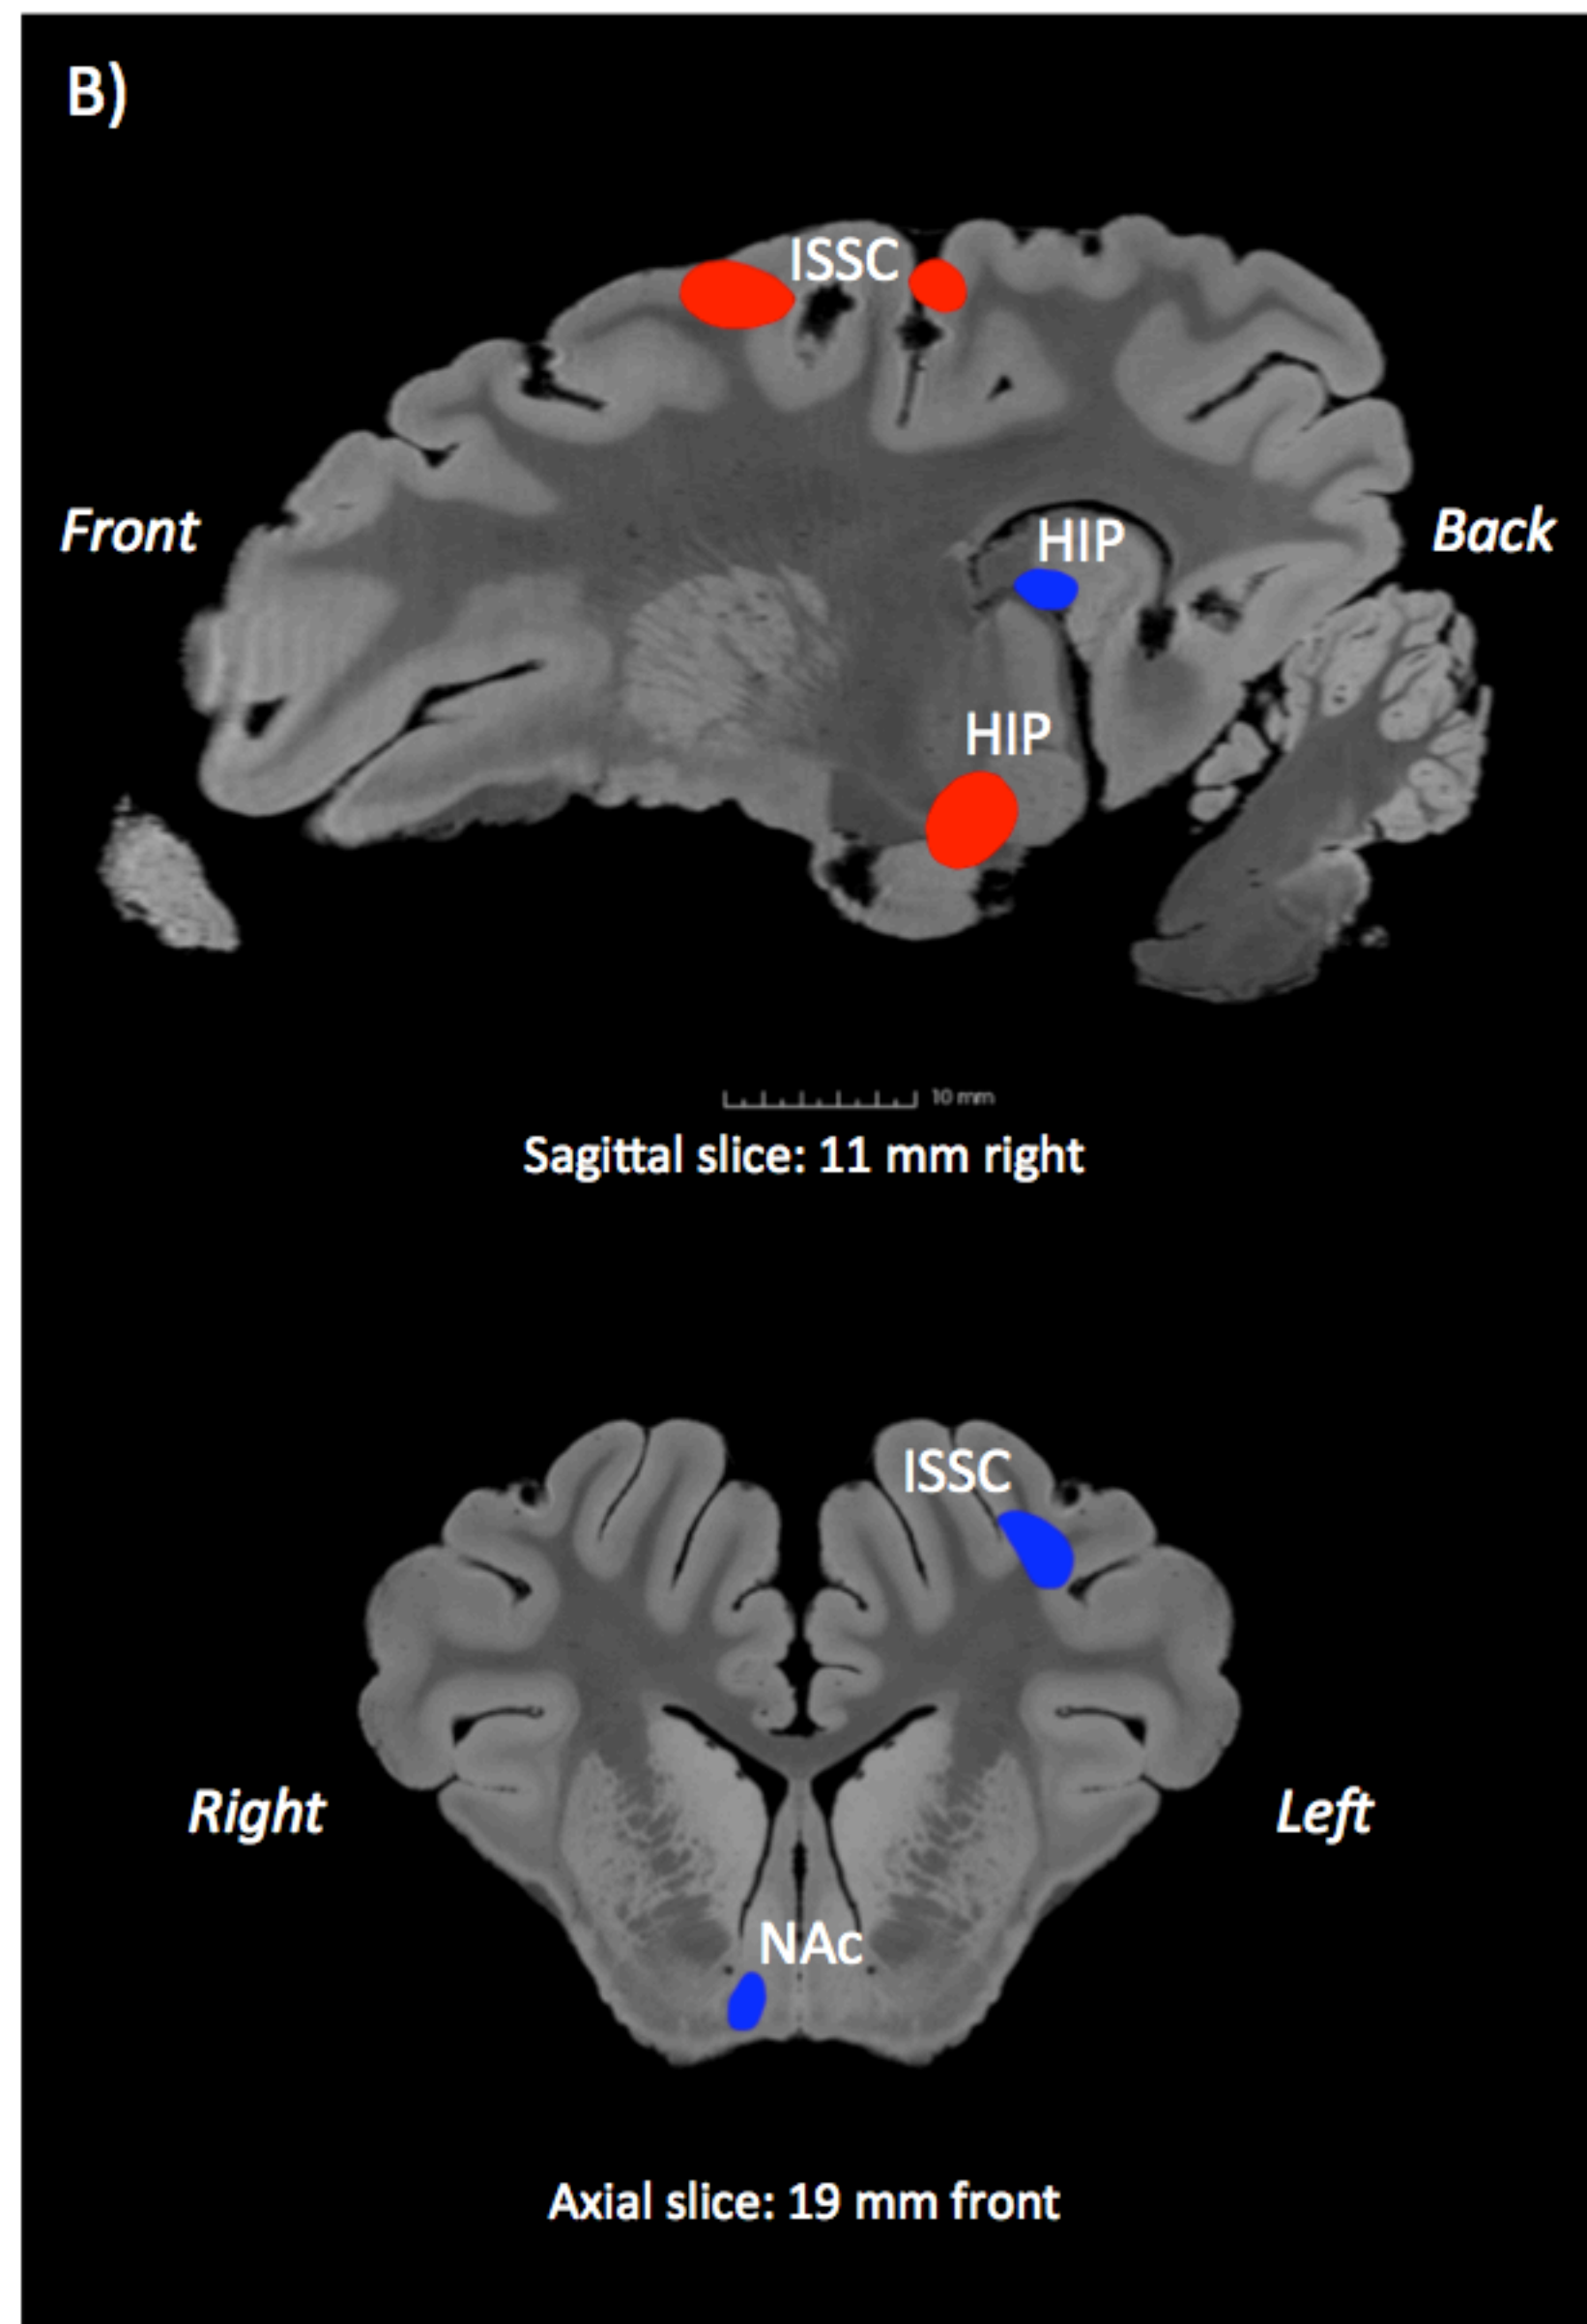 B)
ISSC
Front
Back
HIP
HIP
10 mm
Sagittal slice: 11 mm right
ISSC
Right
Left
NAc
Axial slice: 19 mm front